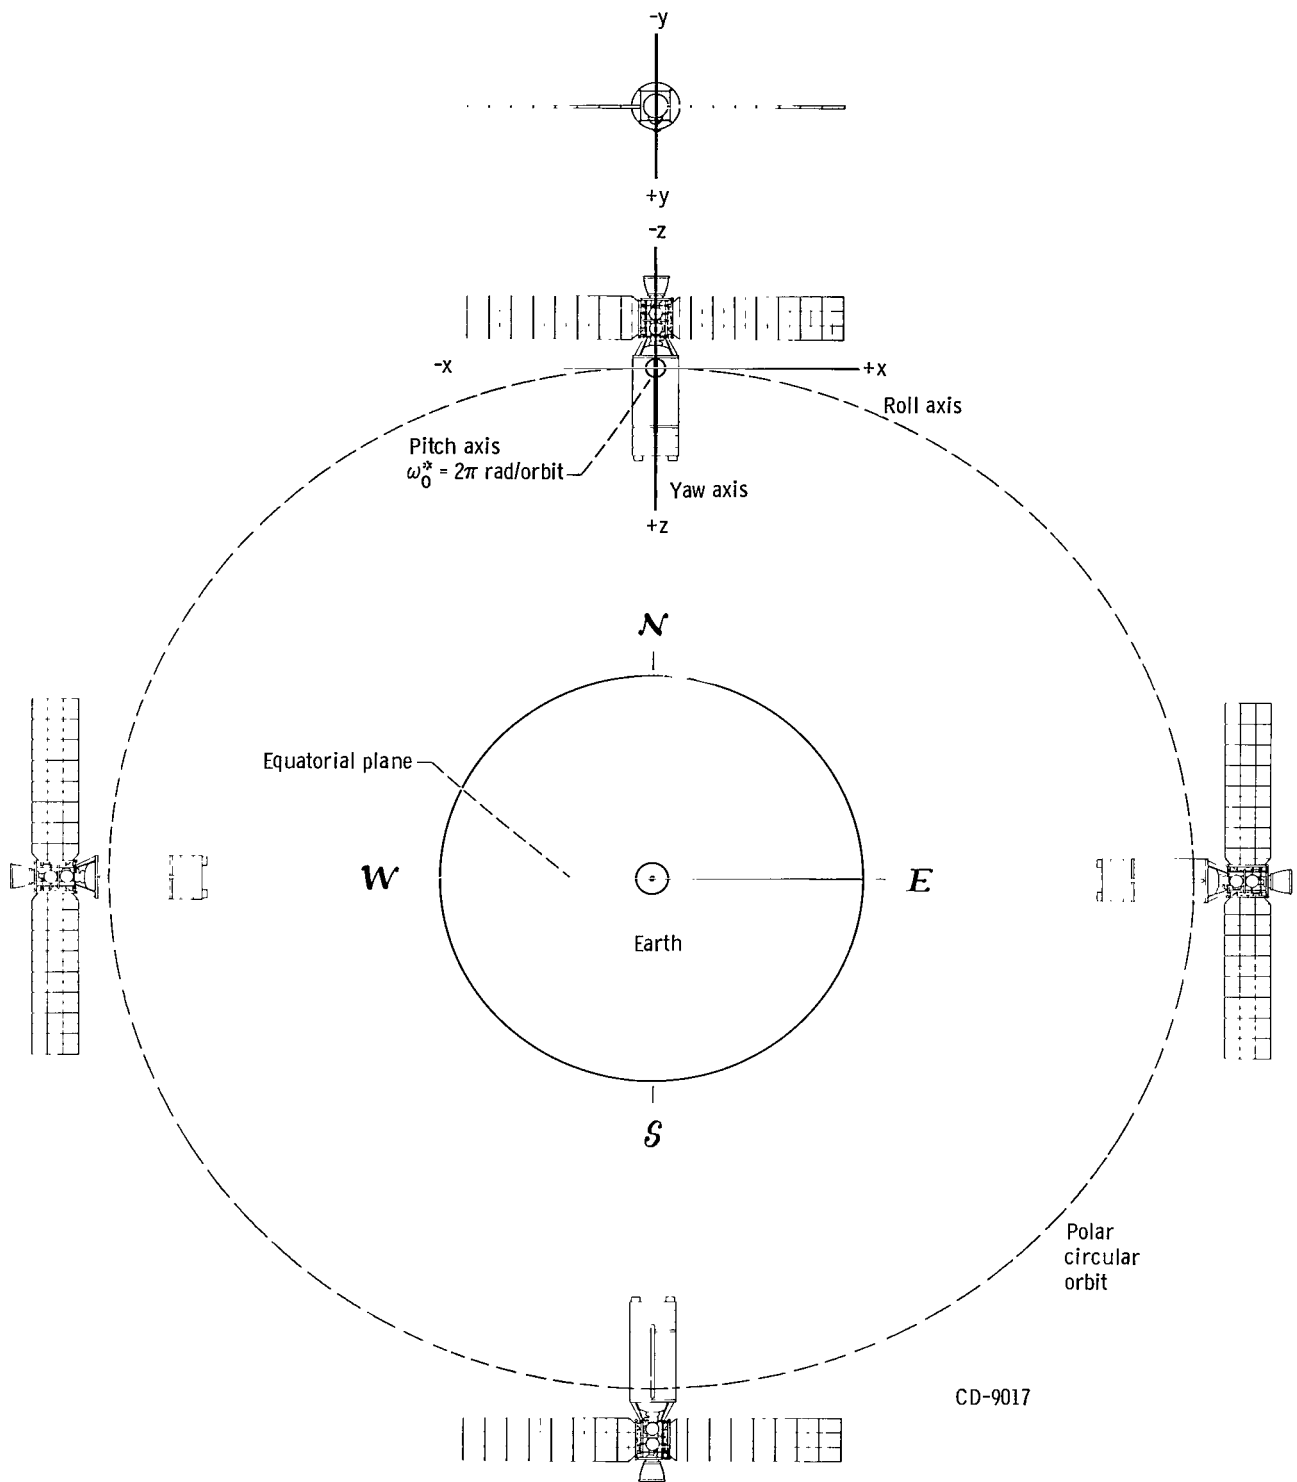 -y
+y
-z
-x
+x
Roll axis
Pitch axis
ω₀* = 2π rad/orbit
Yaw axis
+z
N
Equatorial plane
W
E
Earth
S
Polar
circular
orbit
CD-9017